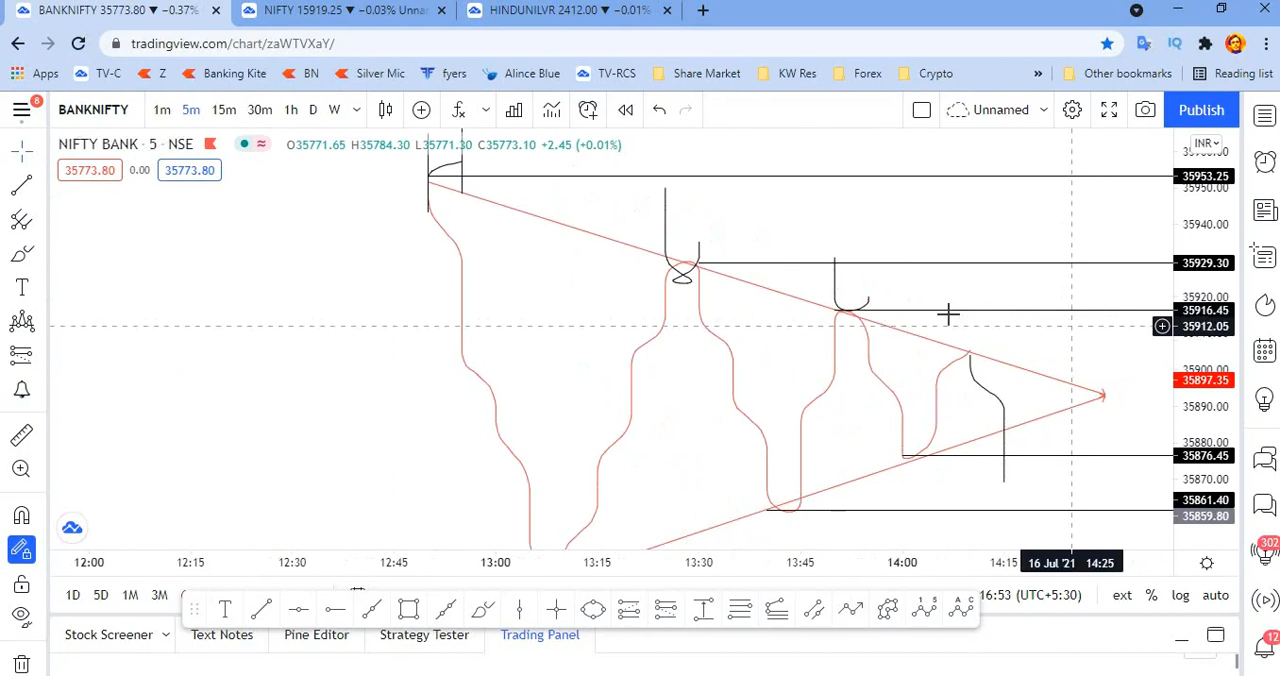 BANKNIFTY 35773.80 ▼ −0.37%
NIFTY 15919.25 ▼ −0.03% Unnar
HINDUNILVR 2412.00 ▼ −0.01%
tradingview.com/chart/zaWTVXaY/
Apps TV-C Z Banking Kite BN Silver Mic fyers Alince Blue TV-RCS Share Market KW Res Forex Crypto » Other bookmarks Reading list
8 BANKNIFTY 1m 5m 15m 30m 1h D W Unnamed Publish
NIFTY BANK · 5 · NSE O35771.65 H35784.30 L35771.30 C35773.10 +2.45 (+0.01%)
INR
35773.80 0.00 35773.80
35953.25
35950.00
35940.00
35929.30
35920.00
35916.45
35912.05
35900.00
35897.35
35890.00
35880.00
35876.45
35870.00
35861.40
35859.80
12:00 12:15 12:30 12:45 13:00 13:15 13:30 13:45 14:00 14:15 16 Jul '21 14:25
302
1D 5D 1M 3M 16:53 (UTC+5:30) ext % log auto
Stock Screener Text Notes Pine Editor Strategy Tester Trading Panel
12